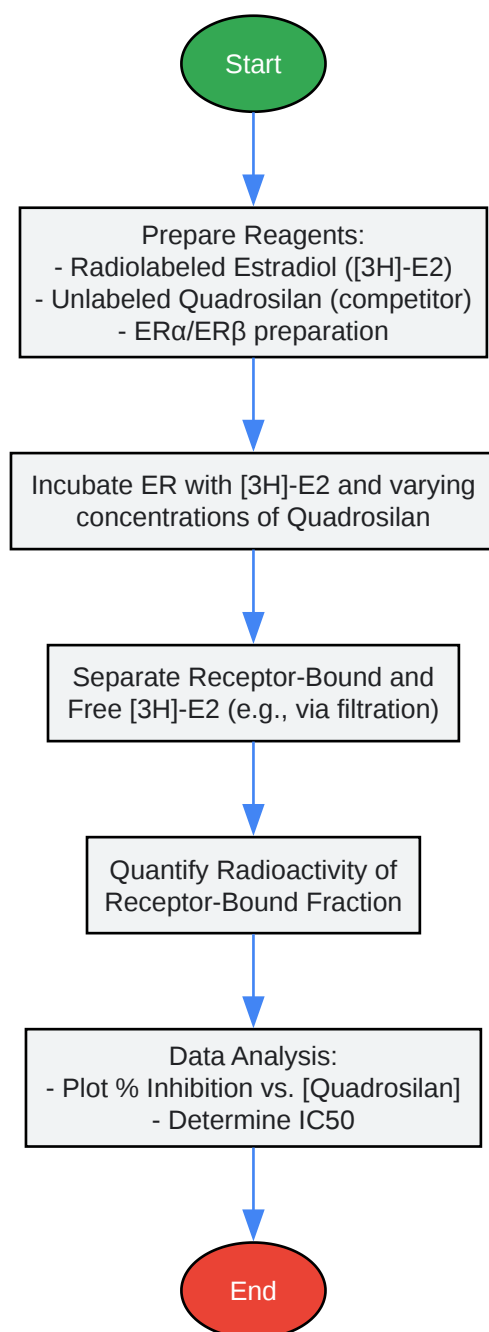 Start
Prepare Reagents:
- Radiolabeled Estradiol ([3H]-E2)
- Unlabeled Quadrosilan (competitor)
- ERα/ERβ preparation
Incubate ER with [3H]-E2 and varying
concentrations of Quadrosilan
Separate Receptor-Bound and
Free [3H]-E2 (e.g., via filtration)
Quantify Radioactivity of
Receptor-Bound Fraction
Data Analysis:
- Plot % Inhibition vs. [Quadrosilan]
- Determine IC50
End